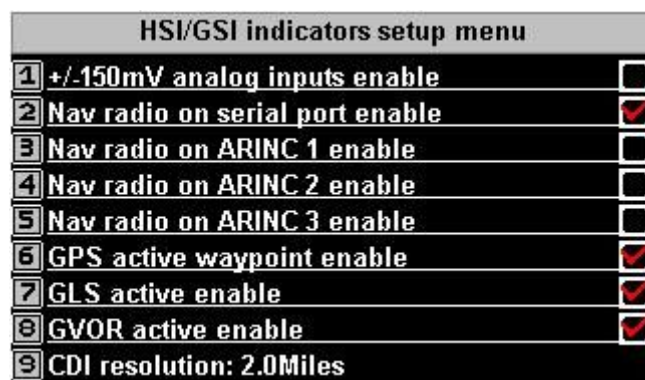 HSI/GSI indicators setup menu
1 +/-150mV analog inputs enable
2 Nav radio on serial port enable
3 Nav radio on ARINC 1 enable
4 Nav radio on ARINC 2 enable
5 Nav radio on ARINC 3 enable
6 GPS active waypoint enable
7 GLS active enable
8 GVOR active enable
9 CDI resolution: 2.0Miles